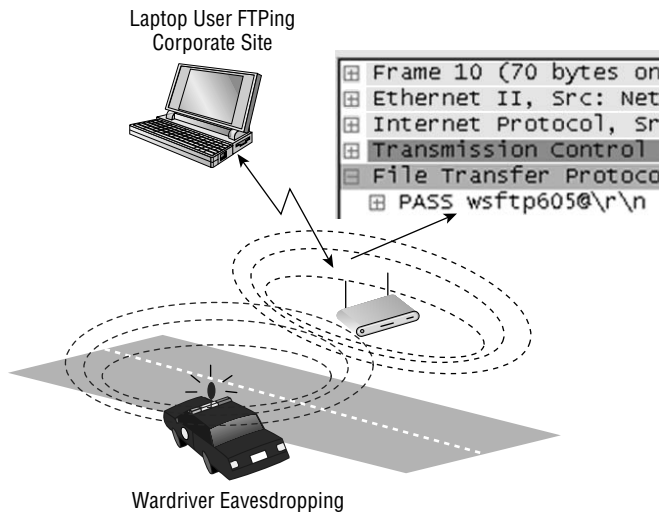 Laptop User FTPing
Corporate Site
Frame 10 (70 bytes on
Ethernet II, Src: Net
Internet Protocol, Sr
Transmission Control
File Transfer Protoco
PASS wsftp605@\r\n
Wardriver Eavesdropping